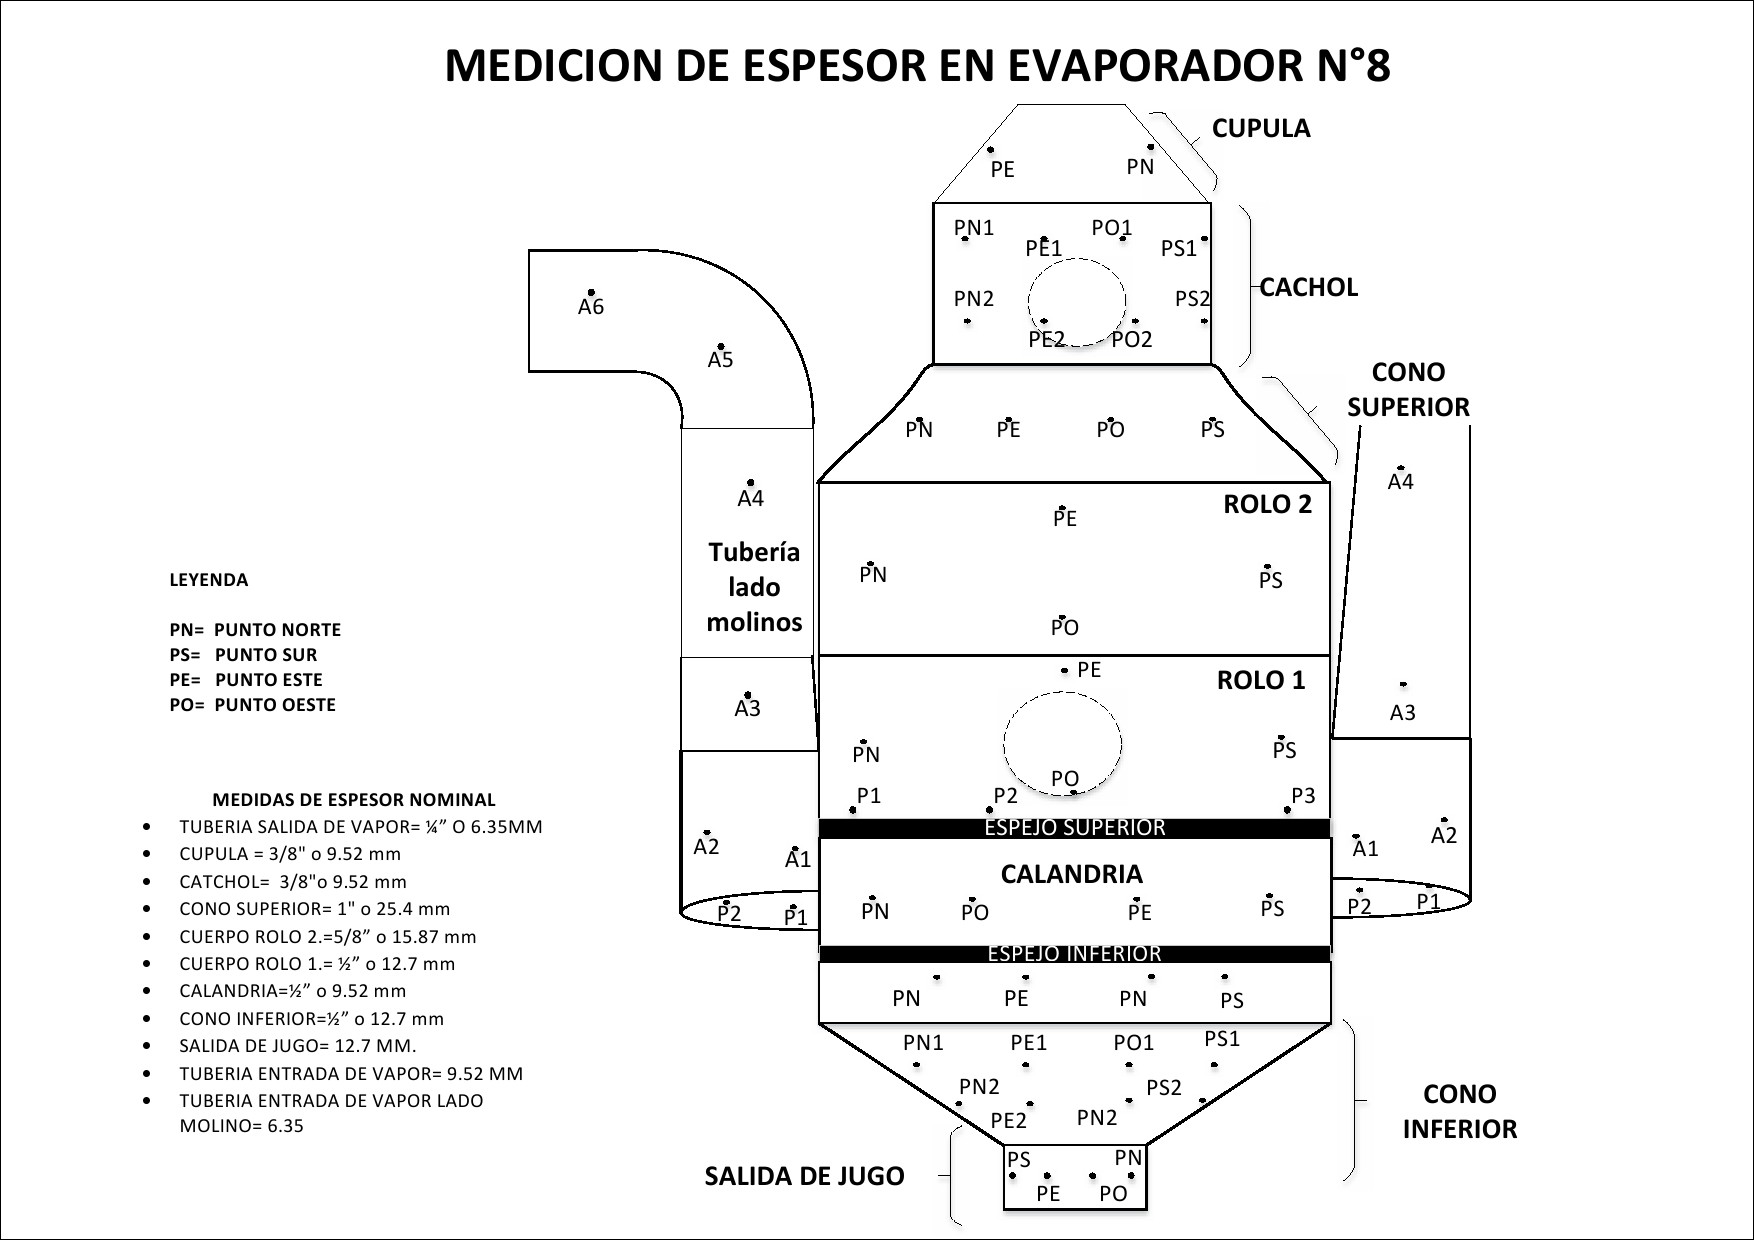 MEDICION DE ESPESOR EN EVAPORADOR N°8
CUPULA
PE
PN
PN1
PE1
PO1
PS1
CACHOL
PN2
PE2
PO2
PS2
CONO
SUPERIOR
PN
PE
PO
PS
A6
A5
A4
Tubería
lado
molinos
A3
A2
A1
P2
P1
ROLO 2
PE
PN
PS
PO
ROLO 1
PE
PN
PS
PO
P1
P2
P3
ESPEJO SUPERIOR
CALANDRIA
PN
PO
PE
PS
ESPEJO INFERIOR
PN
PE
PN
PS
A4
A3
A1
A2
P2
P1
PN1
PE1
PO1
PS1
PN2
PE2
PN2
PS2
CONO
INFERIOR
SALIDA DE JUGO
PS
PN
PE
PO
LEYENDA
PN= PUNTO NORTE
PS= PUNTO SUR
PE= PUNTO ESTE
PO= PUNTO OESTE
MEDIDAS DE ESPESOR NOMINAL
• TUBERIA SALIDA DE VAPOR= ¼” O 6.35MM
• CUPULA = 3/8" o 9.52 mm
• CATCHOL= 3/8"o 9.52 mm
• CONO SUPERIOR= 1" o 25.4 mm
• CUERPO ROLO 2.=5/8” o 15.87 mm
• CUERPO ROLO 1.= ½” o 12.7 mm
• CALANDRIA=½” o 9.52 mm
• CONO INFERIOR=½” o 12.7 mm
• SALIDA DE JUGO= 12.7 MM.
• TUBERIA ENTRADA DE VAPOR= 9.52 MM
• TUBERIA ENTRADA DE VAPOR LADO
MOLINO= 6.35